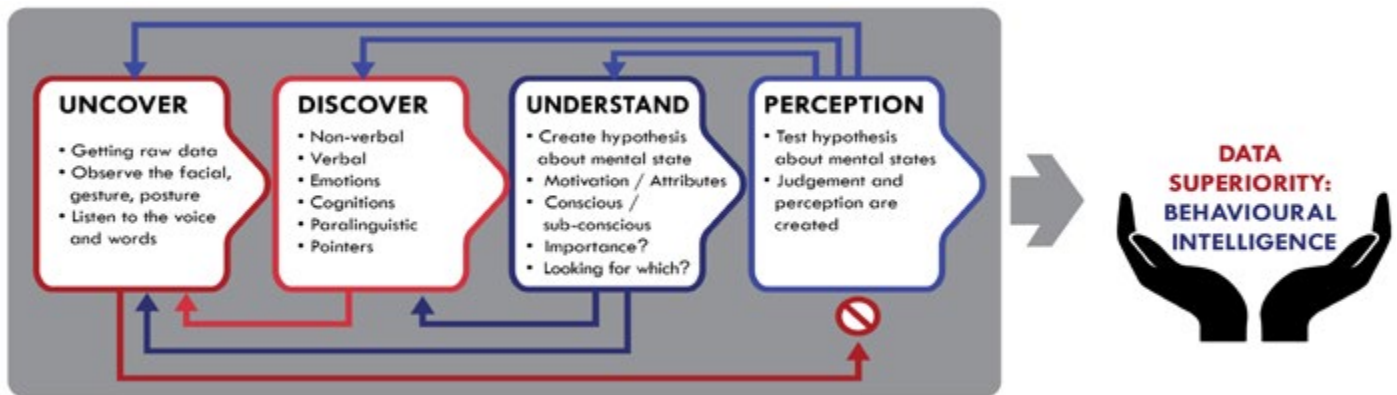 UNCOVER
• Getting raw data
• Observe the facial,
gesture, posture
• Listen to the voice
and words
DISCOVER
• Non-verbal
• Verbal
• Emotions
• Cognitions
• Paralinguistic
• Pointers
UNDERSTAND
• Create hypothesis
about mental state
• Motivation / Attributes
• Conscious /
sub-conscious
• Importance?
• Looking for which?
PERCEPTION
• Test hypothesis
about mental states
• Judgement and
perception are
created
DATA
SUPERIORITY:
BEHAVIOURAL
INTELLIGENCE